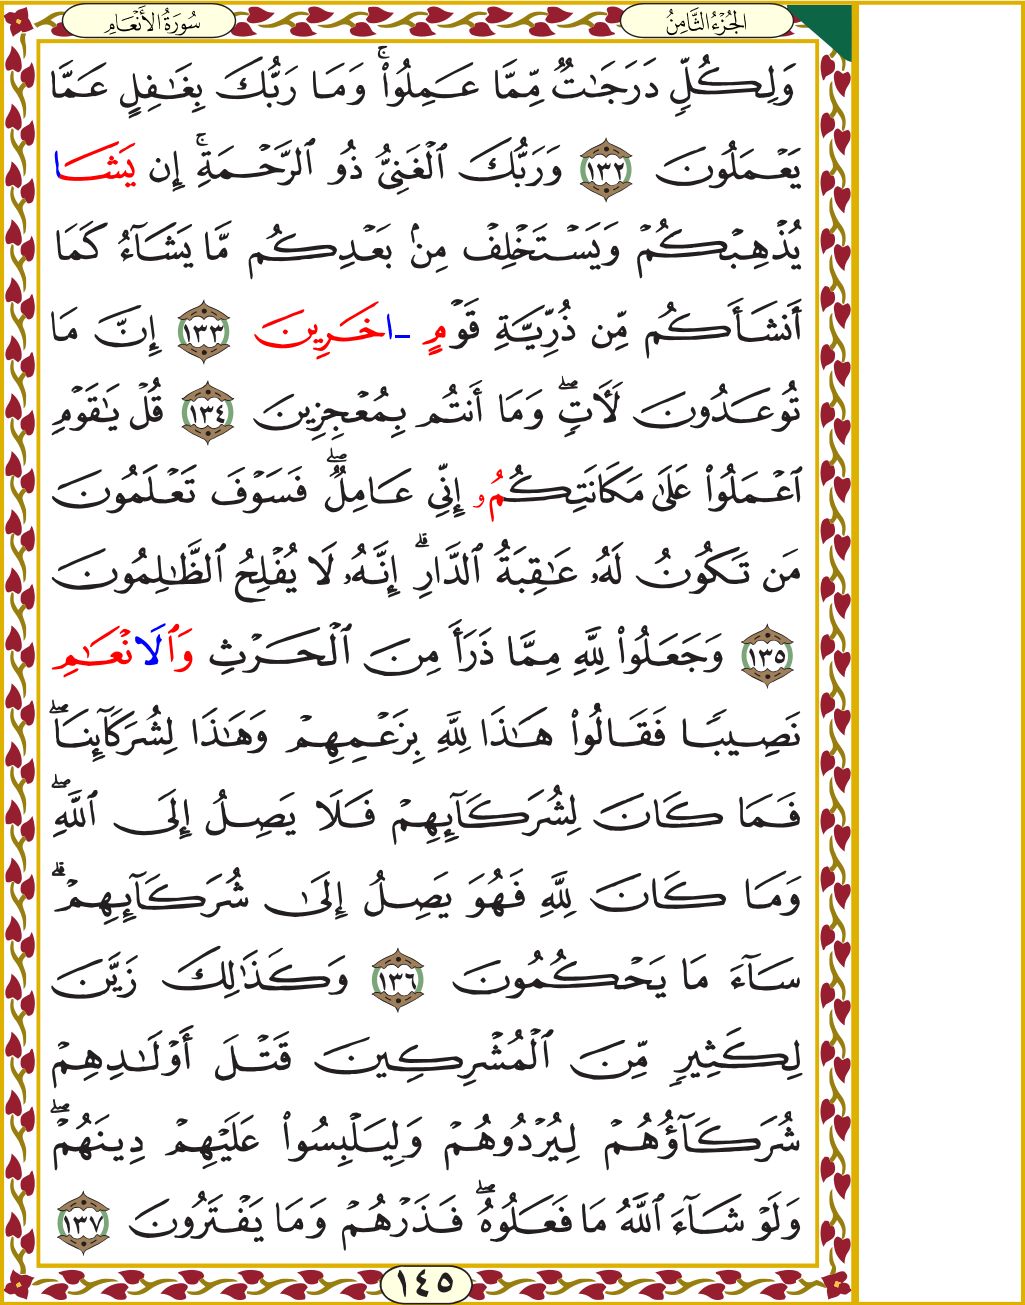 الجُزْءُ الثَّامِنُ
سُورَةُ الأَنْعَامِ
وَلِكُلٍّ دَرَجَٰتٌ مِّمَّا عَمِلُوا۟ۚ وَمَا رَبُّكَ بِغَٰفِلٍ عَمَّا
يَعْمَلُونَ ١٣٢ وَرَبُّكَ ٱلْغَنِىُّ ذُو ٱلرَّحْمَةِۚ إِن يَشَا
يُذْهِبْكُمْ وَيَسْتَخْلِفْ مِنۢ بَعْدِكُم مَّا يَشَآءُ كَمَا
أَنشَأَكُم مِّن ذُرِّيَّةِ قَوْمٍ ـاخَرِينَ ١٣٣ إِنَّ مَا
تُوعَدُونَ لَأَتٍۖ وَمَا أَنتُم بِمُعْجِزِينَ ١٣٤ قُلْ يَٰقَوْمِ
ٱعْمَلُوا۟ عَلَىٰ مَكَانَتِكُمُۥ إِنِّى عَامِلٌۖ فَسَوْفَ تَعْلَمُونَ
مَن تَكُونُ لَهُۥ عَٰقِبَةُ ٱلدَّارِۗ إِنَّهُۥ لَا يُفْلِحُ ٱلظَّٰلِمُونَ
١٣٥ وَجَعَلُوا۟ لِلَّهِ مِمَّا ذَرَأَ مِنَ ٱلْحَرْثِ وَٱلَانْعَٰمِ
نَصِيبًا فَقَالُوا۟ هَٰذَا لِلَّهِ بِزَعْمِهِمْ وَهَٰذَا لِشُرَكَآئِنَاۖ
فَمَا كَانَ لِشُرَكَآئِهِمْ فَلَا يَصِلُ إِلَى ٱللَّهِۖ
وَمَا كَانَ لِلَّهِ فَهُوَ يَصِلُ إِلَىٰ شُرَكَآئِهِمْۗ
سَآءَ مَا يَحْكُمُونَ ١٣٦ وَكَذَٰلِكَ زَيَّنَ
لِكَثِيرٍ مِّنَ ٱلْمُشْرِكِينَ قَتْلَ أَوْلَٰدِهِمْ
شُرَكَآؤُهُمْ لِيُرْدُوهُمْ وَلِيَلْبِسُوا۟ عَلَيْهِمْ دِينَهُمْۖ
وَلَوْ شَآءَ ٱللَّهُ مَا فَعَلُوهُۖ فَذَرْهُمْ وَمَا يَفْتَرُونَ ١٣٧
١٤٥